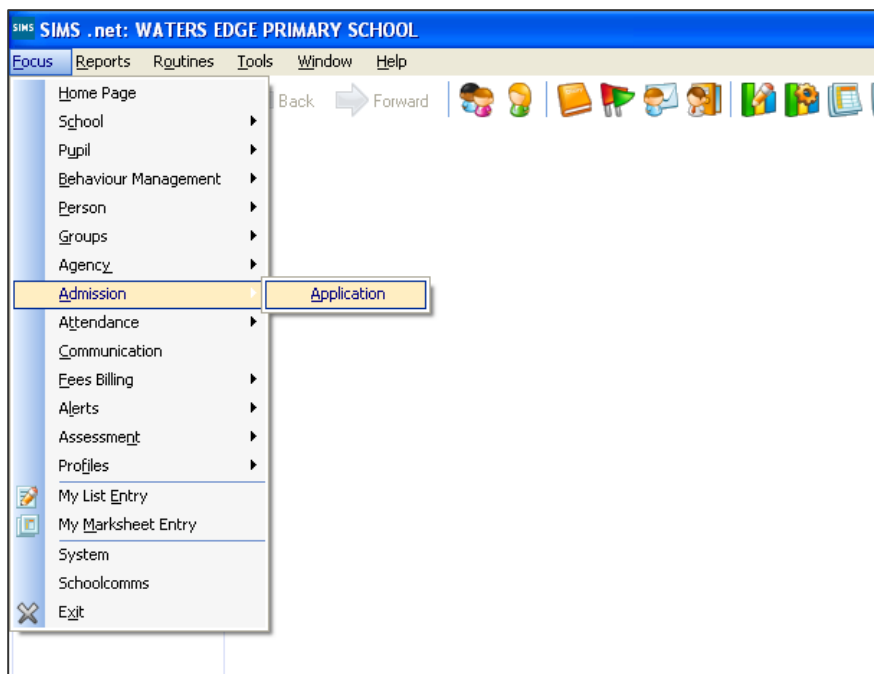 SIMS SIMS .net: WATERS EDGE PRIMARY SCHOOL
Focus Reports Routines Tools Window Help
Back Forward
Home Page
School
Pupil
Behaviour Management
Person
Groups
Agency
Admission
Application
Attendance
Communication
Fees Billing
Alerts
Assessment
Profiles
My List Entry
My Marksheet Entry
System
Schoolcomms
Exit